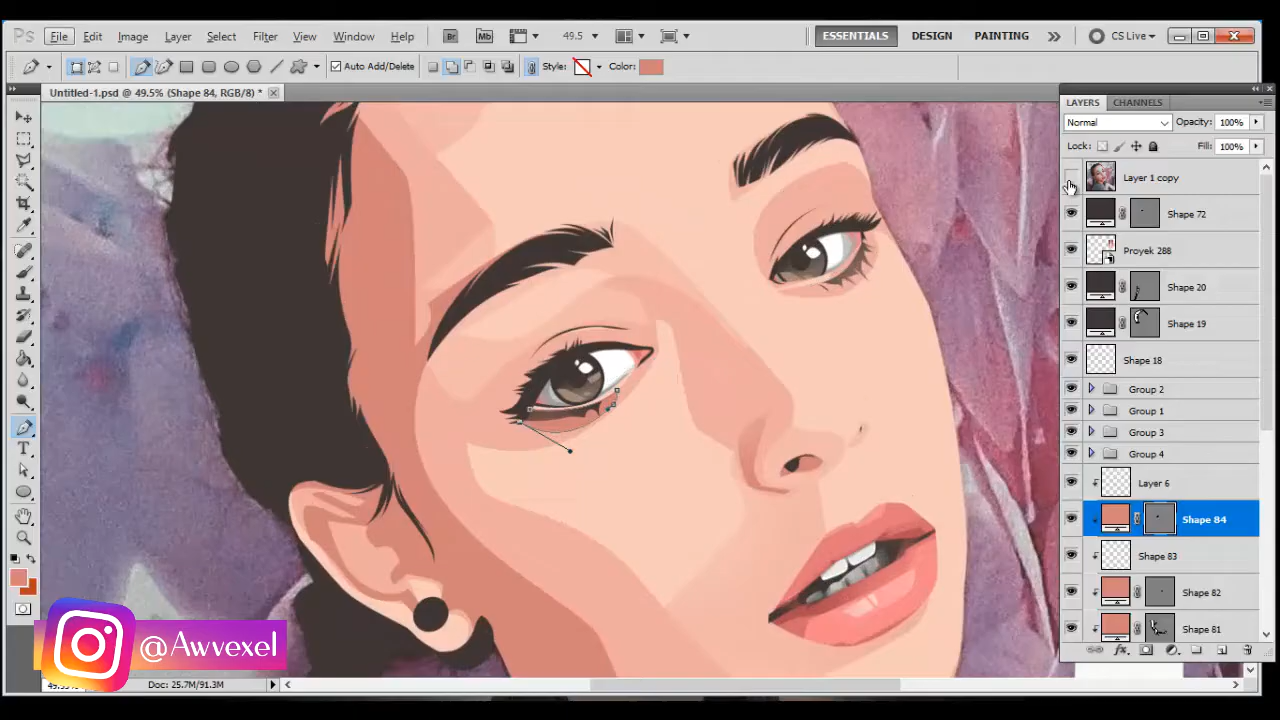 Ps File Edit Image Layer Select Filter View Window Help Br Mb 49.5 ESSENTIALS DESIGN PAINTING CS Live
Auto Add/Delete Style: Color:
Untitled-1.psd @ 49.5% (Shape 84, RGB/8) *
LAYERS CHANNELS
Normal Opacity: 100%
Lock: Fill: 100%
Layer 1 copy
Shape 72
Proyek 288
Shape 20
Shape 19
Shape 18
Group 2
Group 1
Group 3
Group 4
Layer 6
Shape 84
Shape 83
Shape 82
Shape 81
@Awvexel
Doc: 25.7M/91.3M